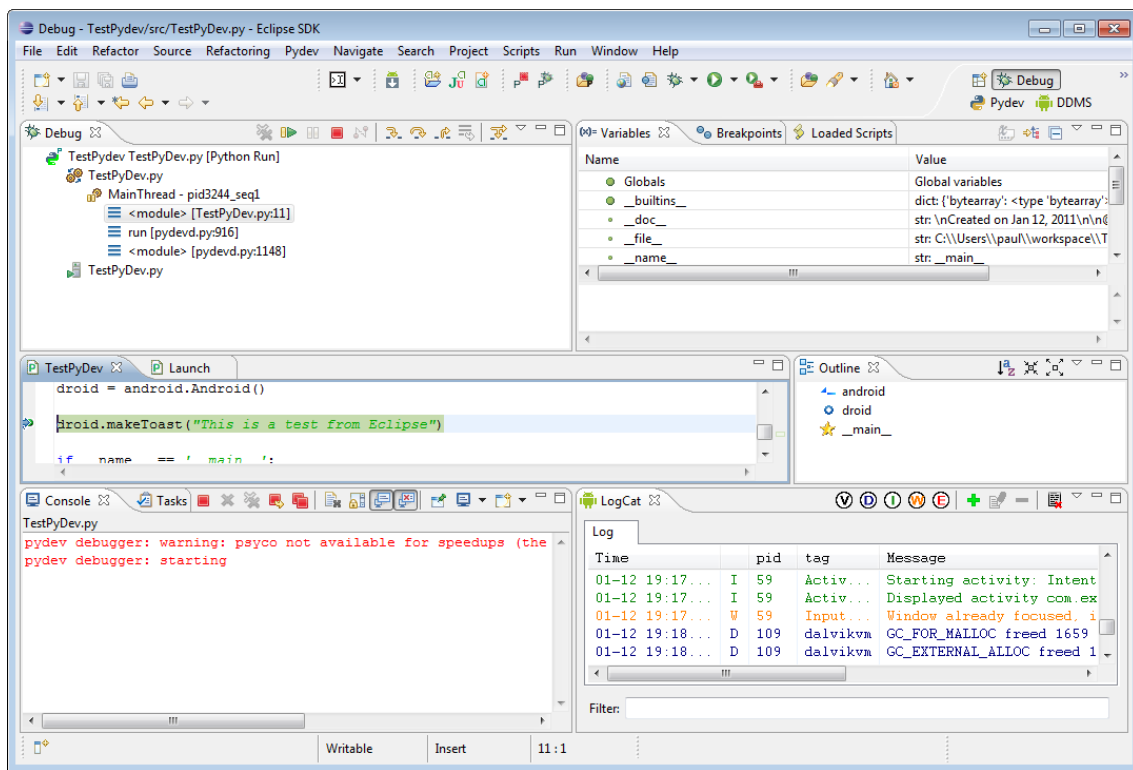 Debug - TestPydev/src/TestPyDev.py - Eclipse SDK
File Edit Refactor Source Refactoring Pydev Navigate Search Project Scripts Run Window Help
Debug
Pydev DDMS
Debug
TestPydev TestPyDev.py [Python Run]
TestPyDev.py
MainThread - pid3244_seq1
<module> [TestPyDev.py:11]
run [pydevd.py:916]
<module> [pydevd.py:1148]
TestPyDev.py
(x)= Variables Breakpoints Loaded Scripts
Name Value
Globals Global variables
__builtins__ dict: {'bytearray': <type 'bytearray':
__doc__ str: \nCreated on Jan 12, 2011\n\n@
__file__ str: C:\\Users\\paul\\workspace\\T
__name__ str: __main__
TestPyDev Launch
droid = android.Android()
droid.makeToast("This is a test from Eclipse")
if __name__ == '__main__':
Outline
android
droid
__main__
Console Tasks
TestPyDev.py
pydev debugger: warning: psyco not available for speedups (the
pydev debugger: starting
LogCat
V D I W E
Log
Time pid tag Message
01-12 19:17... I 59 Activ... Starting activity: Intent
01-12 19:17... I 59 Activ... Displayed activity com.ex
01-12 19:17... W 59 Input... Window already focused, i
01-12 19:18... D 109 dalvikvm GC_FOR_MALLOC freed 1659
01-12 19:18... D 109 dalvikvm GC_EXTERNAL_ALLOC freed 1
Filter:
Writable Insert 11:1